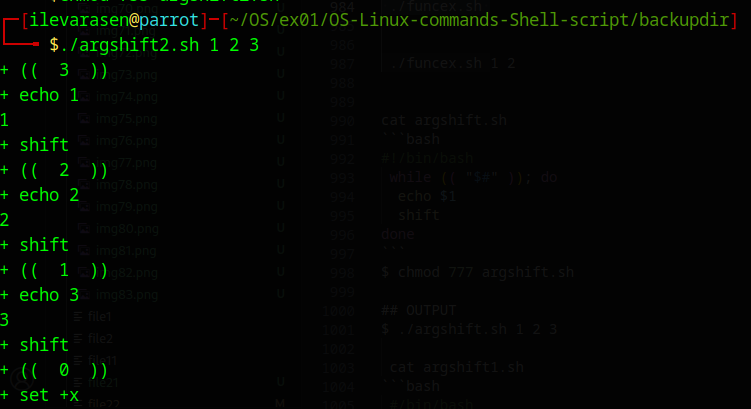 ┌─[ilevarasen@parrot]─[~/OS/ex01/OS-Linux-commands-Shell-script/backupdir]
└──╼ $./argshift2.sh 1 2 3
+ ((  3  ))
+ echo 1
1
+ shift
+ ((  2  ))
+ echo 2
2
+ shift
+ ((  1  ))
+ echo 3
3
+ shift
+ ((  0  ))
+ set +x
img74.png
img75.png
img76.png
img77.png
img78.png
img79.png
img80.png
img81.png
img82.png
img83.png
file1
file2
file11
file21
file22
./funcex.sh
986
987 ./funcex.sh 1 2
988
989
990 cat argshift.sh
991 ```bash
992 #!/bin/bash
993 while (( "$#" )); do
994 echo $1
995 shift
996 done
997 ```
998 $ chmod 777 argshift.sh
999
1000 ## OUTPUT
1001 $ ./argshift.sh 1 2 3
1002
1003 cat argshift1.sh
1004 ```bash
#!/bin/bash